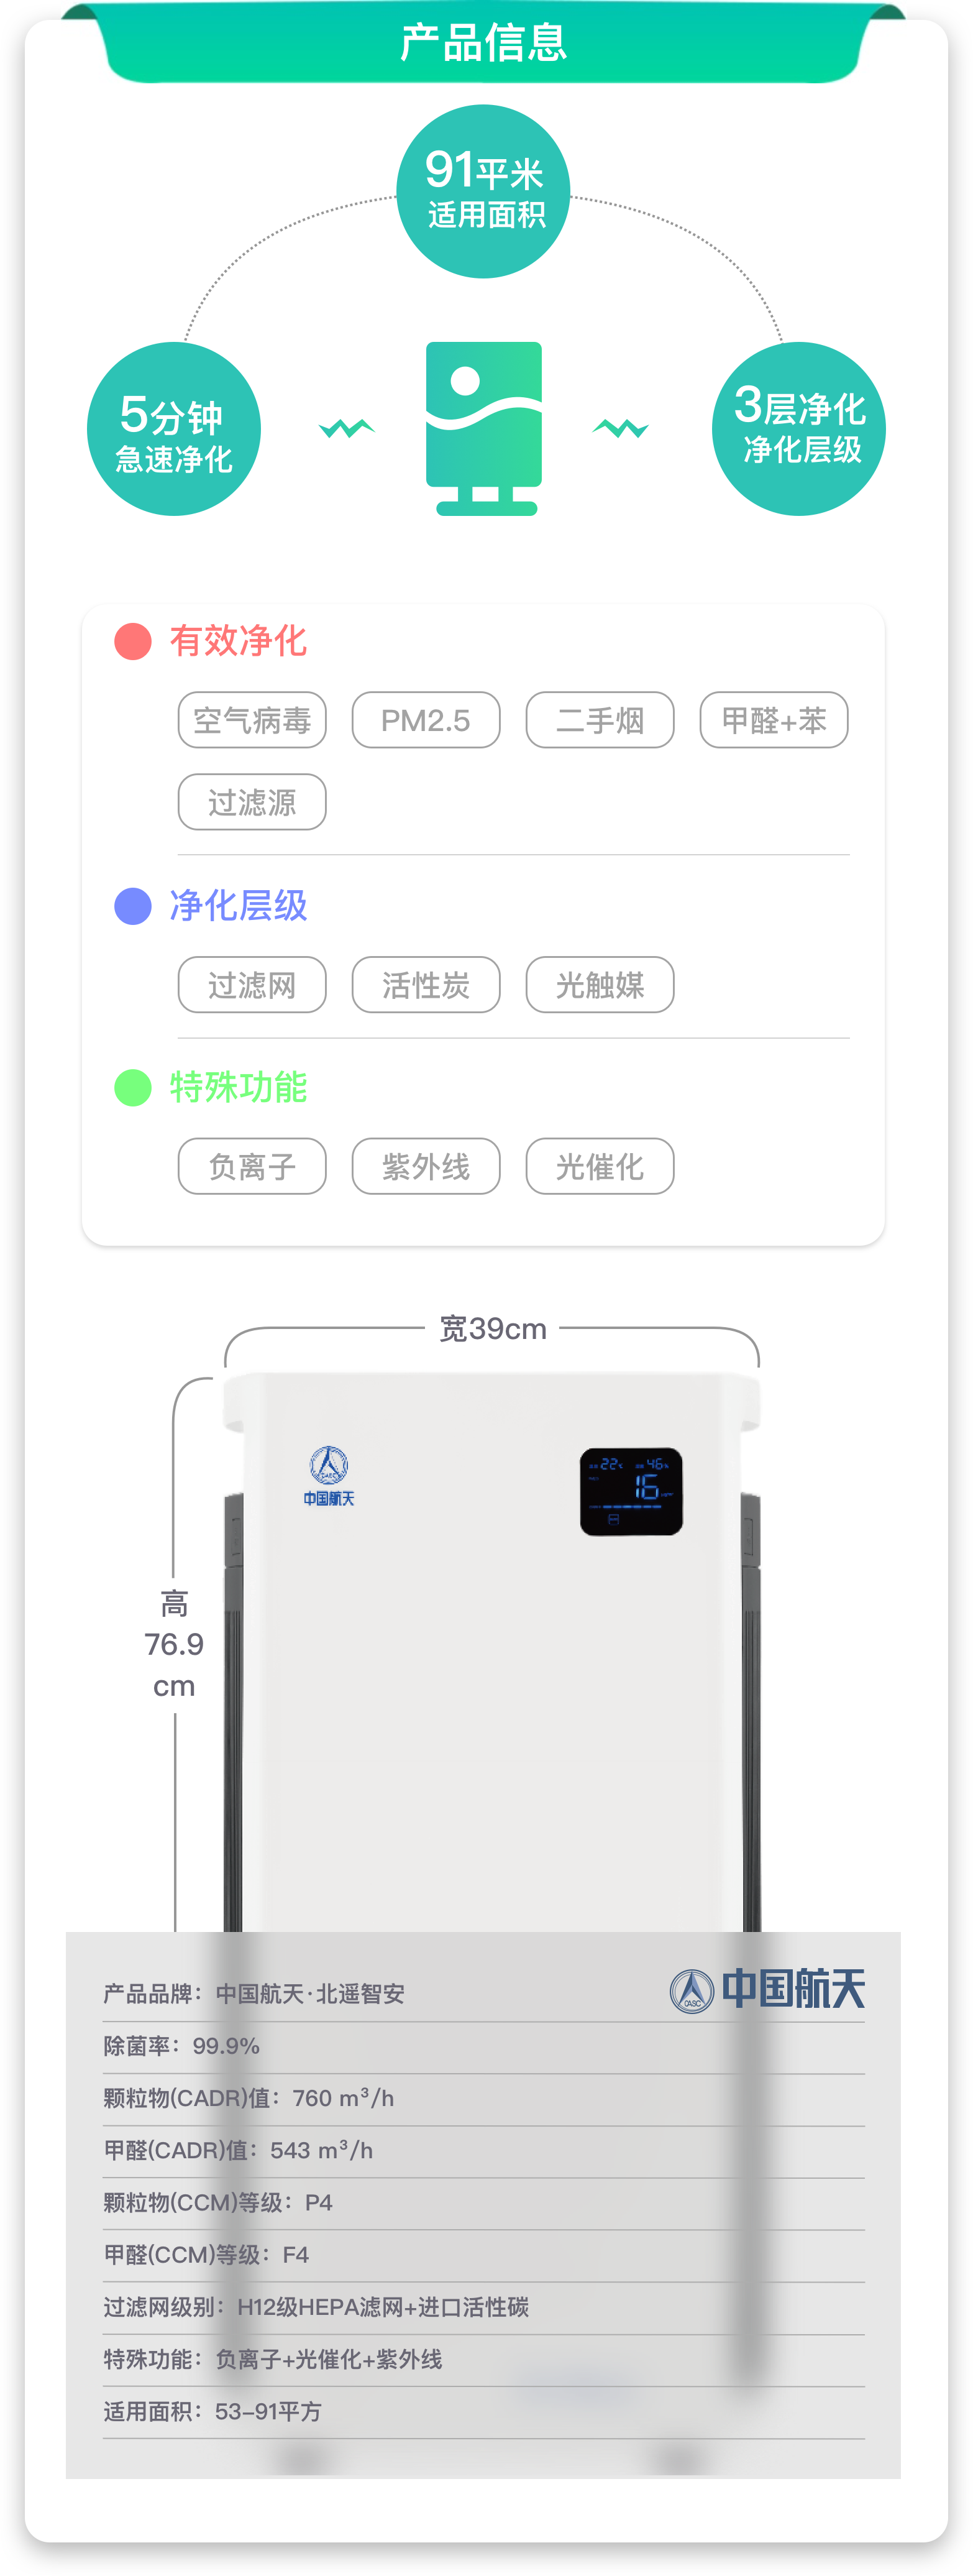 产品信息
91平米
适用面积
5分钟
急速净化
3层净化
净化层级
有效净化
空气病毒 PM2.5 二手烟 甲醛+苯
过滤源
净化层级
过滤网 活性炭 光触媒
特殊功能
负离子 紫外线 光催化
宽39cm
中国航天
22 46
16
高
76.9
cm
产品品牌：中国航天·北遥智安
CASC 中国航天
除菌率：99.9%
颗粒物(CADR)值：760 m³/h
甲醛(CADR)值：543 m³/h
颗粒物(CCM)等级：P4
甲醛(CCM)等级：F4
过滤网级别：H12级HEPA滤网+进口活性碳
特殊功能：负离子+光催化+紫外线
适用面积：53-91平方